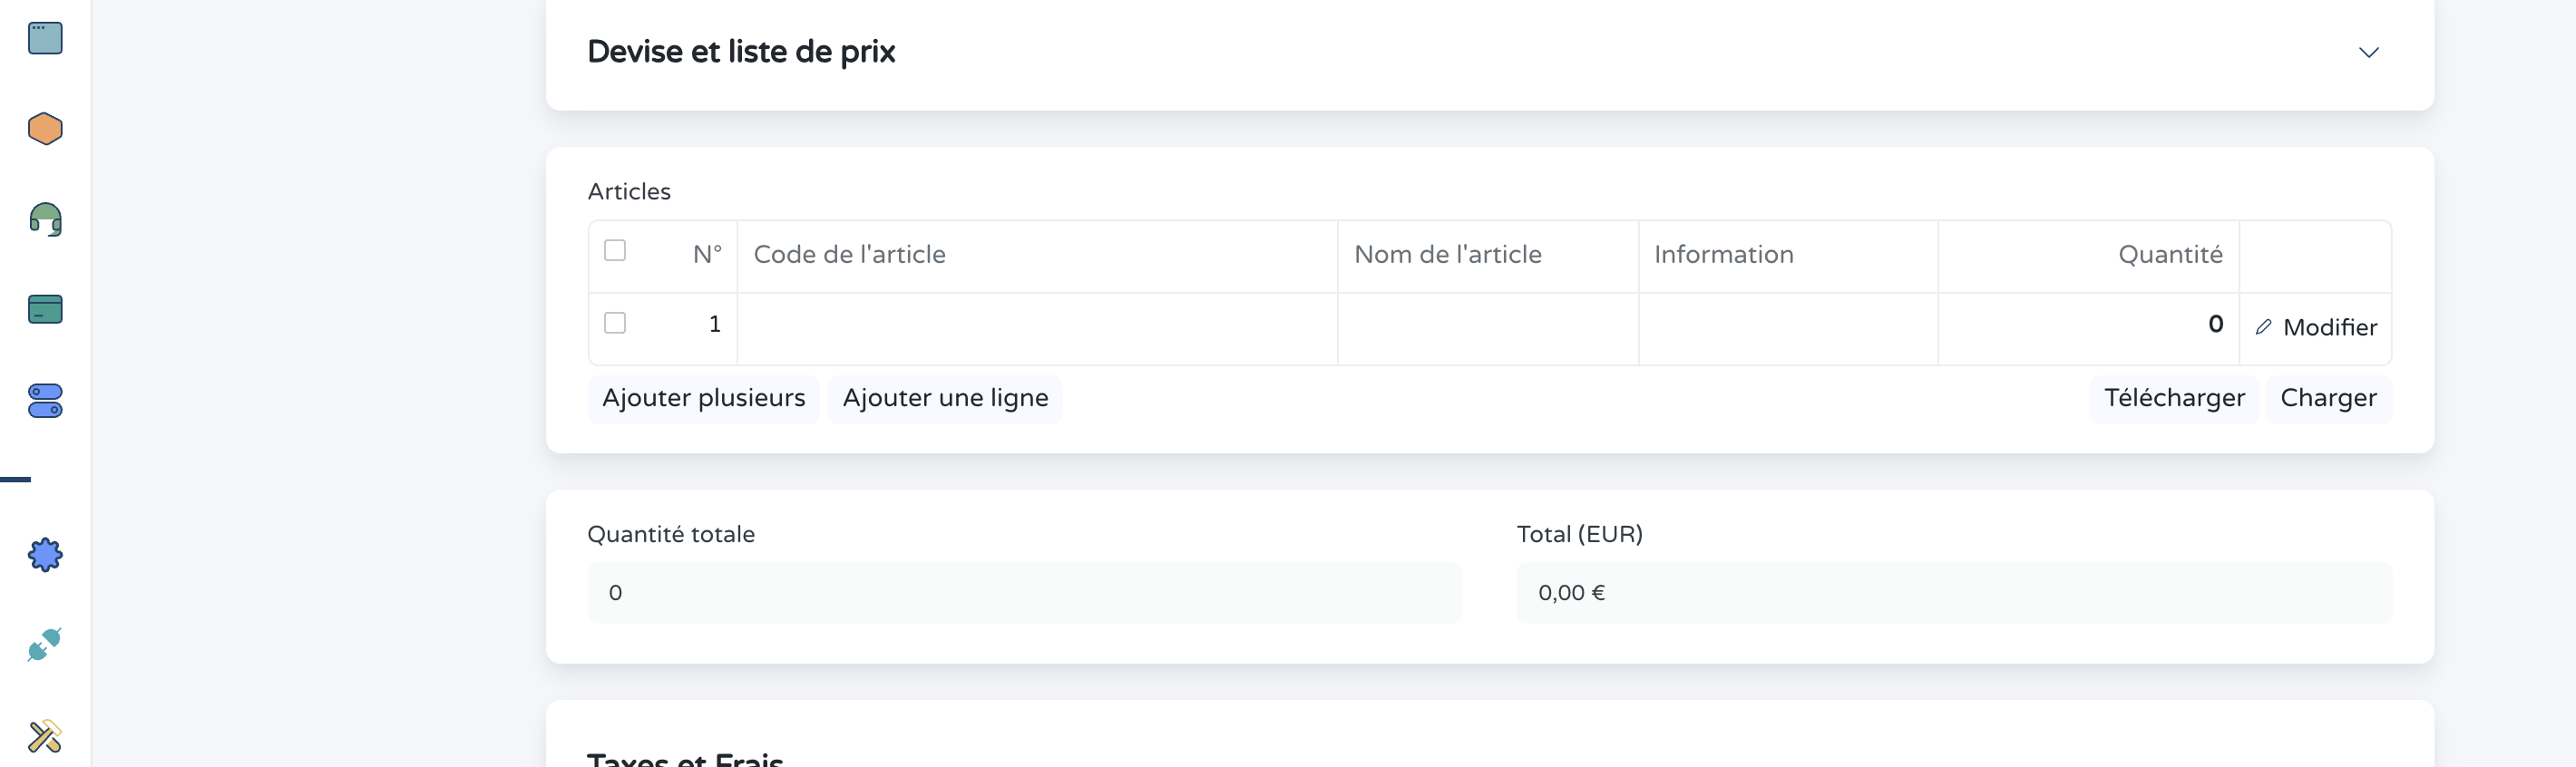 Devise et liste de prix
Articles
N° Code de l'article Nom de l'article Information Quantité
1 0 Modifier
Ajouter plusieurs Ajouter une ligne Télécharger Charger
Quantité totale Total (EUR)
0 0,00 €
Taxes et Frais